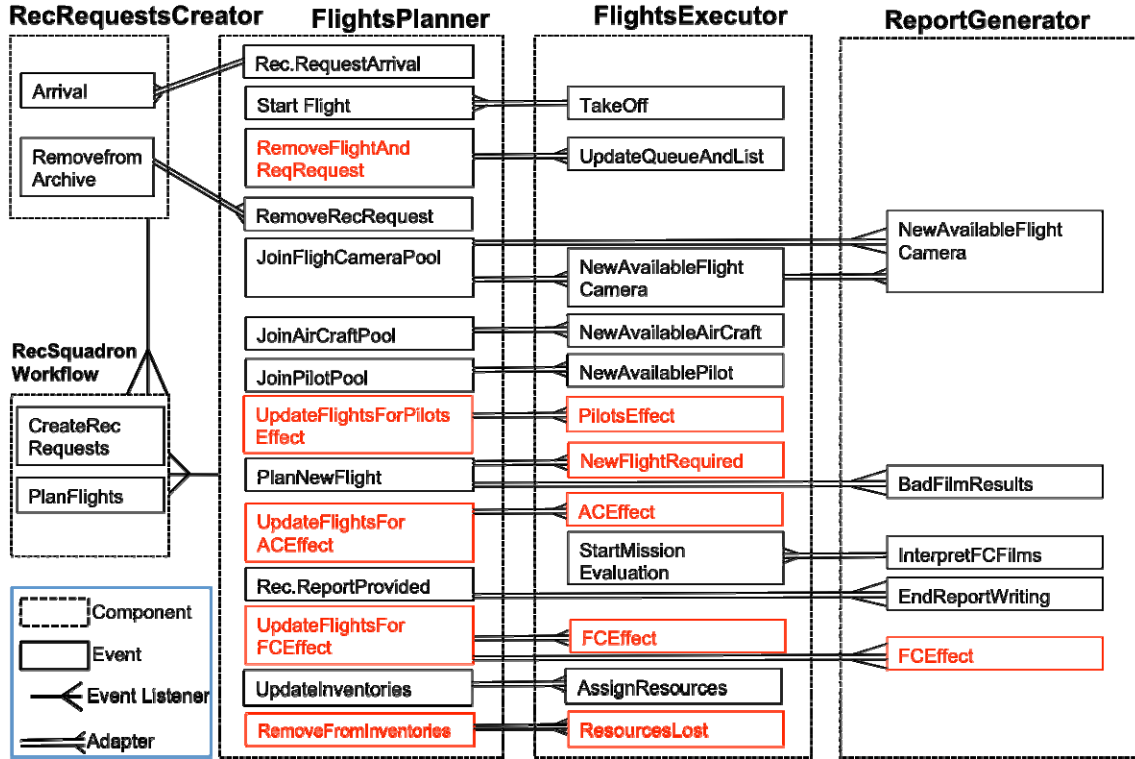 RecRequestsCreator
FlightsPlanner
FlightsExecutor
ReportGenerator
Arrival
Removefrom
Archive
RecSquadron
Workflow
CreateRec
Requests
PlanFlights
Component
Event
Event Listener
Adapter
Rec.RequestArrival
Start Flight
RemoveFlightAnd
ReqRequest
RemoveRecRequest
JoinFlighCameraPool
JoinAirCraftPool
JoinPilotPool
UpdateFlightsForPilots
Effect
PlanNewFlight
UpdateFlightsFor
ACEffect
Rec.ReportProvided
UpdateFlightsFor
FCEffect
UpdateInventories
RemoveFromInventories
TakeOff
UpdateQueueAndList
NewAvailableFlight
Camera
NewAvailableAirCraft
NewAvailablePilot
PilotsEffect
NewFlightRequired
ACEffect
StartMission
Evaluation
FCEffect
AssignResources
ResourcesLost
NewAvailableFlight
Camera
BadFilmResults
InterpretFCFilms
EndReportWriting
FCEffect